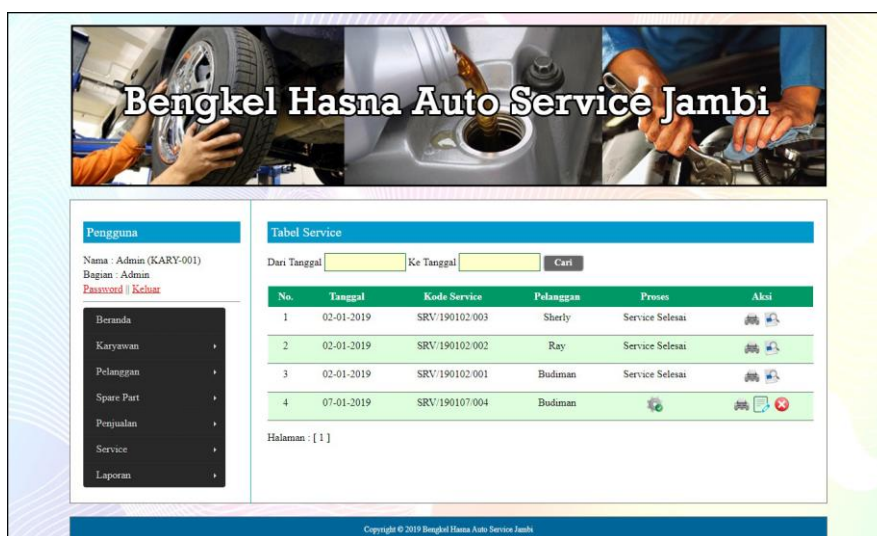 Bengkel Hasna Auto Service Jambi
Pengguna
Nama : Admin (KARY-001)
Bagian : Admin
Password || Keluar
Beranda
Karyawan
Pelanggan
Spare Part
Penjualan
Service
Laporan
Tabel Service
Dari Tanggal Ke Tanggal Cari
No. Tanggal Kode Service Pelanggan Proses Aksi
1 02-01-2019 SRV/190102/003 Sherly Service Selesai
2 02-01-2019 SRV/190102/002 Ray Service Selesai
3 02-01-2019 SRV/190102/001 Budiman Service Selesai
4 07-01-2019 SRV/190107/004 Budiman
Halaman : [ 1 ]
Copyright © 2019 Bengkel Hasna Auto Service Jambi